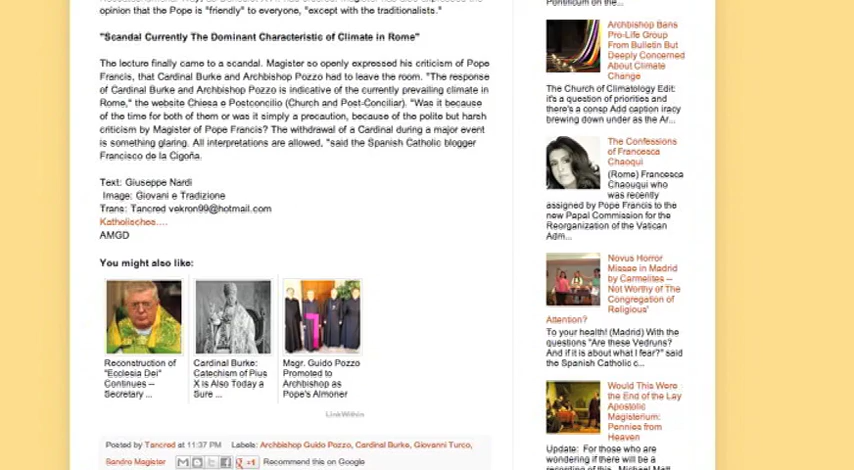 opinion that the Pope is "friendly" to everyone, "except with the traditionalists."
"Scandal Currently The Dominant Characteristic of Climate in Rome"
The lecture finally came to a scandal. Magister so openly expressed his criticism of Pope
Francis, that Cardinal Burke and Archbishop Pozzo had to leave the room. "The response
of Cardinal Burke and Archbishop Pozzo is indicative of the currently prevailing climate in
Rome," the website Chiesa e Postconcilio (Church and Post-Conciliar). "Was it because
of the time for both of them or was it simply a precaution, because of the polite but harsh
criticism by Magister of Pope Francis? The withdrawal of a Cardinal during a major event
is something glaring. All interpretations are allowed, "said the Spanish Catholic blogger
Francisco de la Cigoña.
Text: Giuseppe Nardi
Image: Giovani e Tradizione
Trans: Tancred vekron99@hotmail.com
Katholisches....
AMGD
You might also like:
Reconstruction of
"Ecclesia Dei"
Continues --
Secretary ...
Cardinal Burke:
Catechism of Pius
X is Also Today a
Sure ...
Msgr. Guido Pozzo
Promoted to
Archbishop as
Pope's Almoner
LinkWithin
Posted by Tancred at 11:37 PM Labels: Archbishop Guido Pozzo, Cardinal Burke, Giovanni Turco,
Sandro Magister
+1 Recommend this on Google
Pontificum on the...
Archbishop Bans
Pro-Life Group
From Bulletin But
Deeply Concerned
About Climate
Change
The Church of Climatology Edit:
it's a question of priorities and
there's a consp Add caption iracy
brewing down under as the Ar...
The Confessions
of Francesca
Chaoqui
(Rome) Francesca
Chaouqui who
was recently
assigned by Pope Francis to the
new Papal Commission for the
Reorganization of the Vatican
Adm...
Novus Horror
Missae in Madrid
by Carmelites --
Not Worthy of The
Congregation of
Religious'
Attention?
To your health! (Madrid) With the
questions "Are these Vedruns?
And if it is about what I fear?" said
the Spanish Catholic c...
Would This Were
the End of the Lay
Apostolic
Magisterium:
Pennies from
Heaven
Update: For those who are
wondering if there will be a